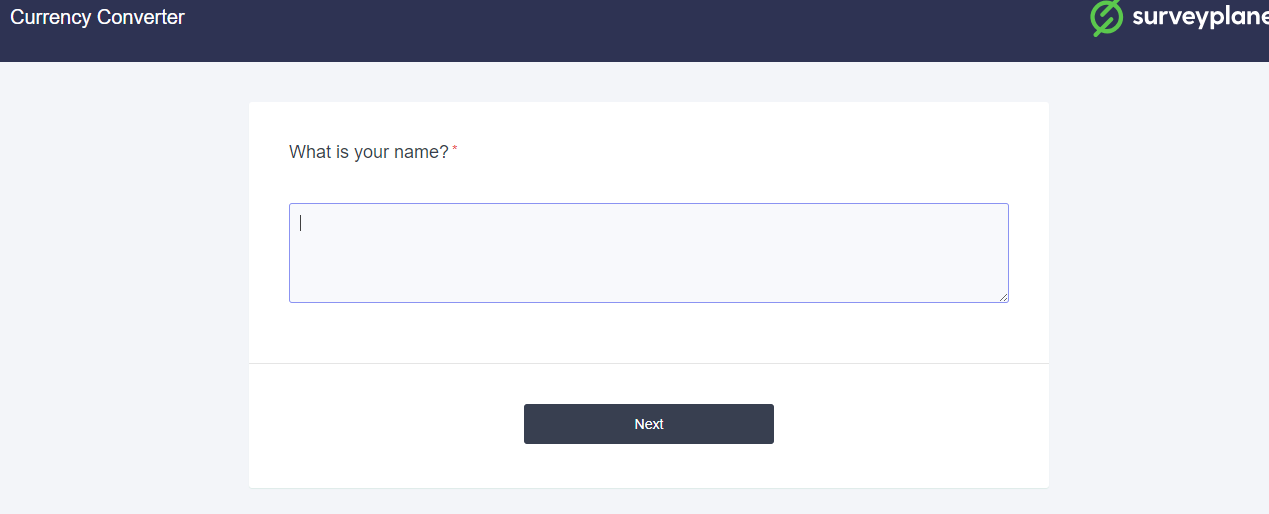 Currency Converter
surveyplane
What is your name? *
Next